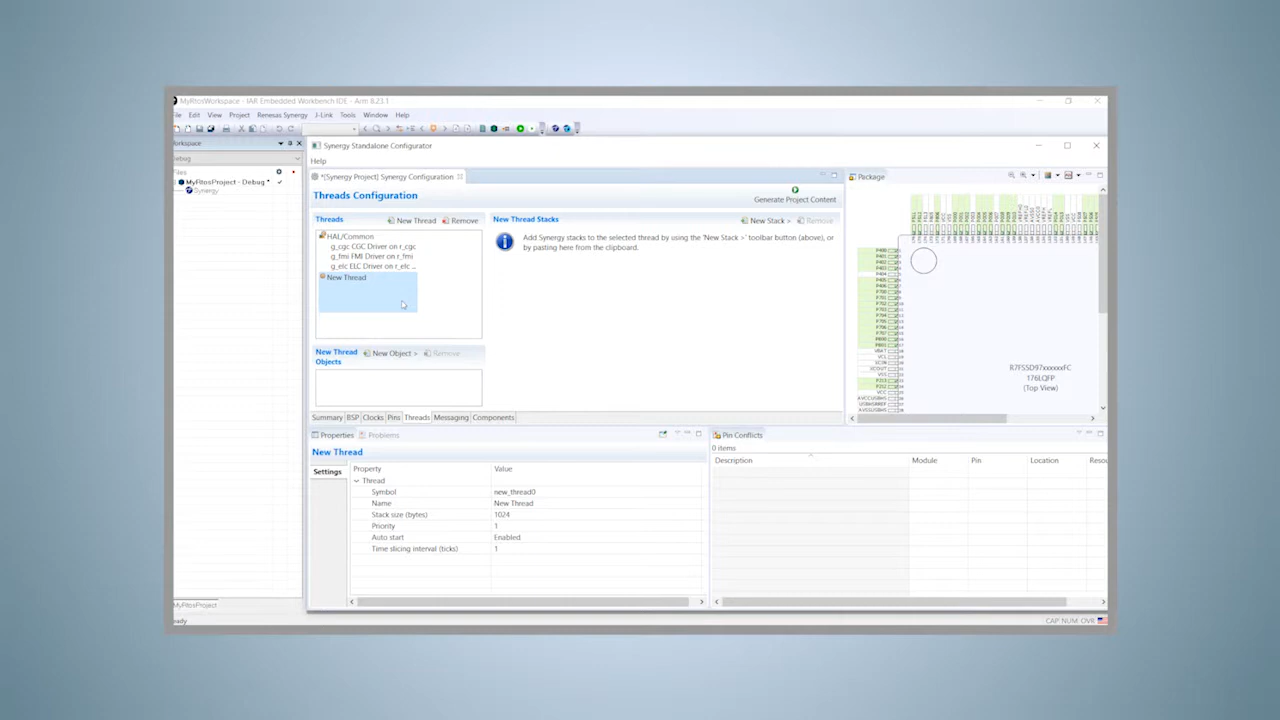 MyRtosWorkspace - IAR Embedded Workbench IDE - Arm 8.23.1
Edit View Project Renesas Synergy J-Link Tools Window Help
Synergy Standalone Configurator
Help
*[Synergy Project] Synergy Configuration
Package
MyRtosProject - Debug *
Synergy
Threads Configuration
Generate Project Content
Threads
New Thread
Remove
New Thread Stacks
New Stack >
Remove
HAL/Common
g_cgc CGC Driver on r_cgc
g_fmi FMI Driver on r_fmi
g_elc ELC Driver on r_elc ...
New Thread
Add Synergy stacks to the selected thread by using the 'New Stack >' toolbar button (above), or
by pasting here from the clipboard.
New Thread
Objects
New Object >
Remove
R7FS5D97xxxxxxFC
176LQFP
(Top View)
Summary BSP Clocks Pins Threads Messaging Components
Properties
Problems
Pin Conflicts
New Thread
0 items
Settings
Property Value
Description Module Pin Location
Thread
Symbol new_thread0
Name New Thread
Stack size (bytes) 1024
Priority 1
Auto start Enabled
Time slicing interval (ticks) 1
MyRtosProject
CAP NUM OVR